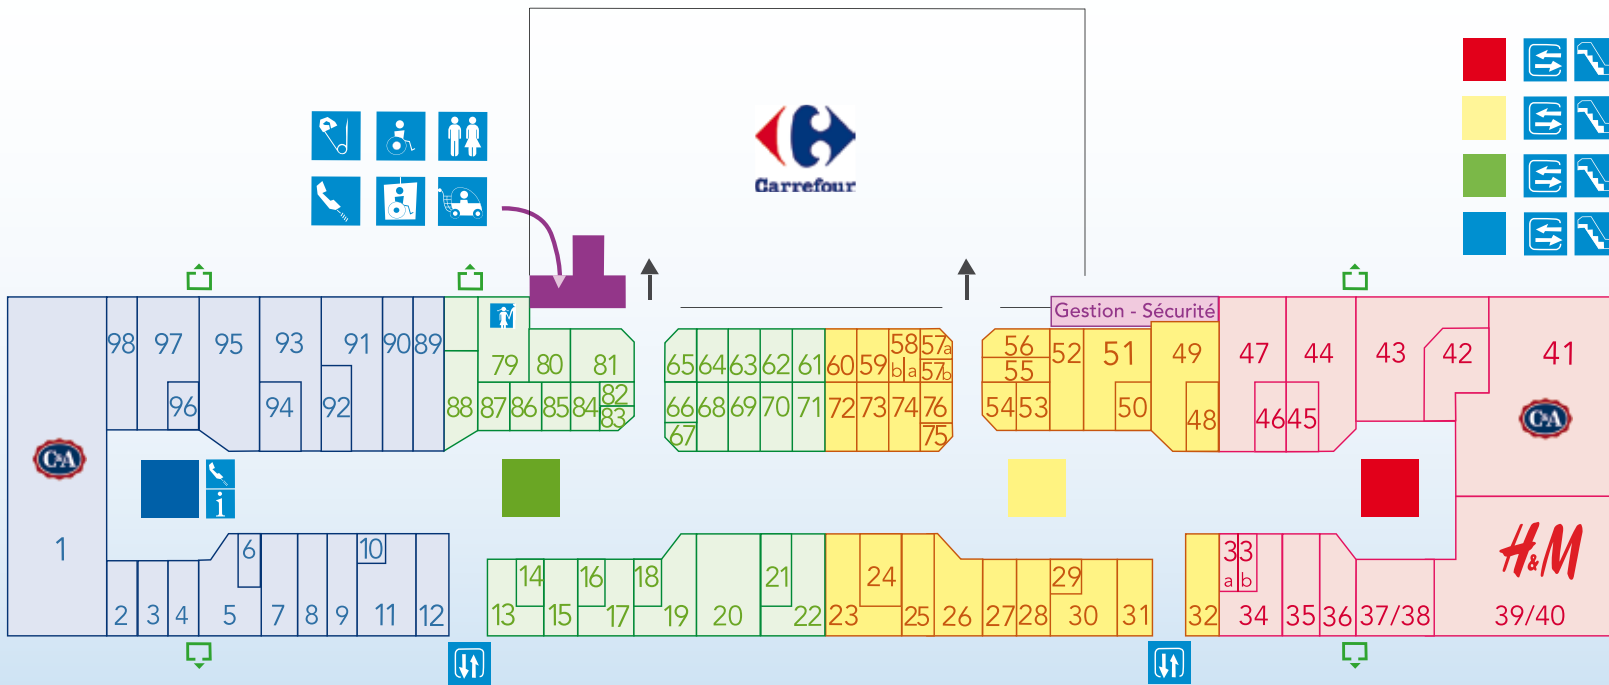 Carrefour
Gestion - Sécurité
98 97 95 93 91 90 89 79 80 81 65 64 63 62 61 60 59 58 57a 56 52 51 49 47 44 43 42 41
b a 57b 55
96 94 92 88 87 86 85 84 82 66 68 69 70 71 72 73 74 76 54 53 50 48 46 45
83 67 75
C&A C&A
i
1 6 10 14 16 18 21 24 29 33 H&M
a b
2 3 4 5 7 8 9 11 12 13 15 17 19 20 22 23 25 26 27 28 30 31 32 34 35 36 37/38 39/40